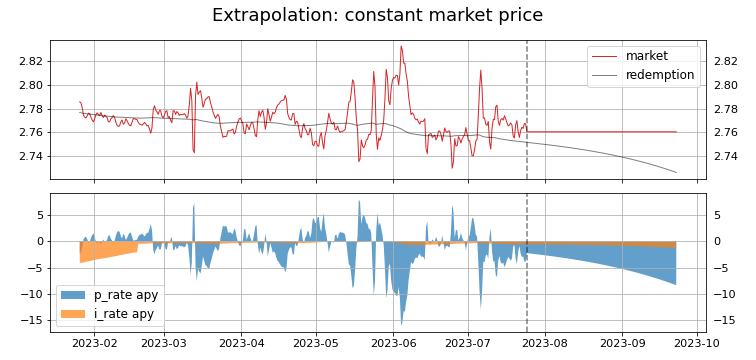 Extrapolation: constant market price
2.82 2.82
2.80 2.80
2.78 2.78
2.76 2.76
2.74 2.74
market
redemption
5 5
0 0
−5 −5
−10 −10
−15 −15
p_rate apy
i_rate apy
2023-02 2023-03 2023-04 2023-05 2023-06 2023-07 2023-08 2023-09 2023-10